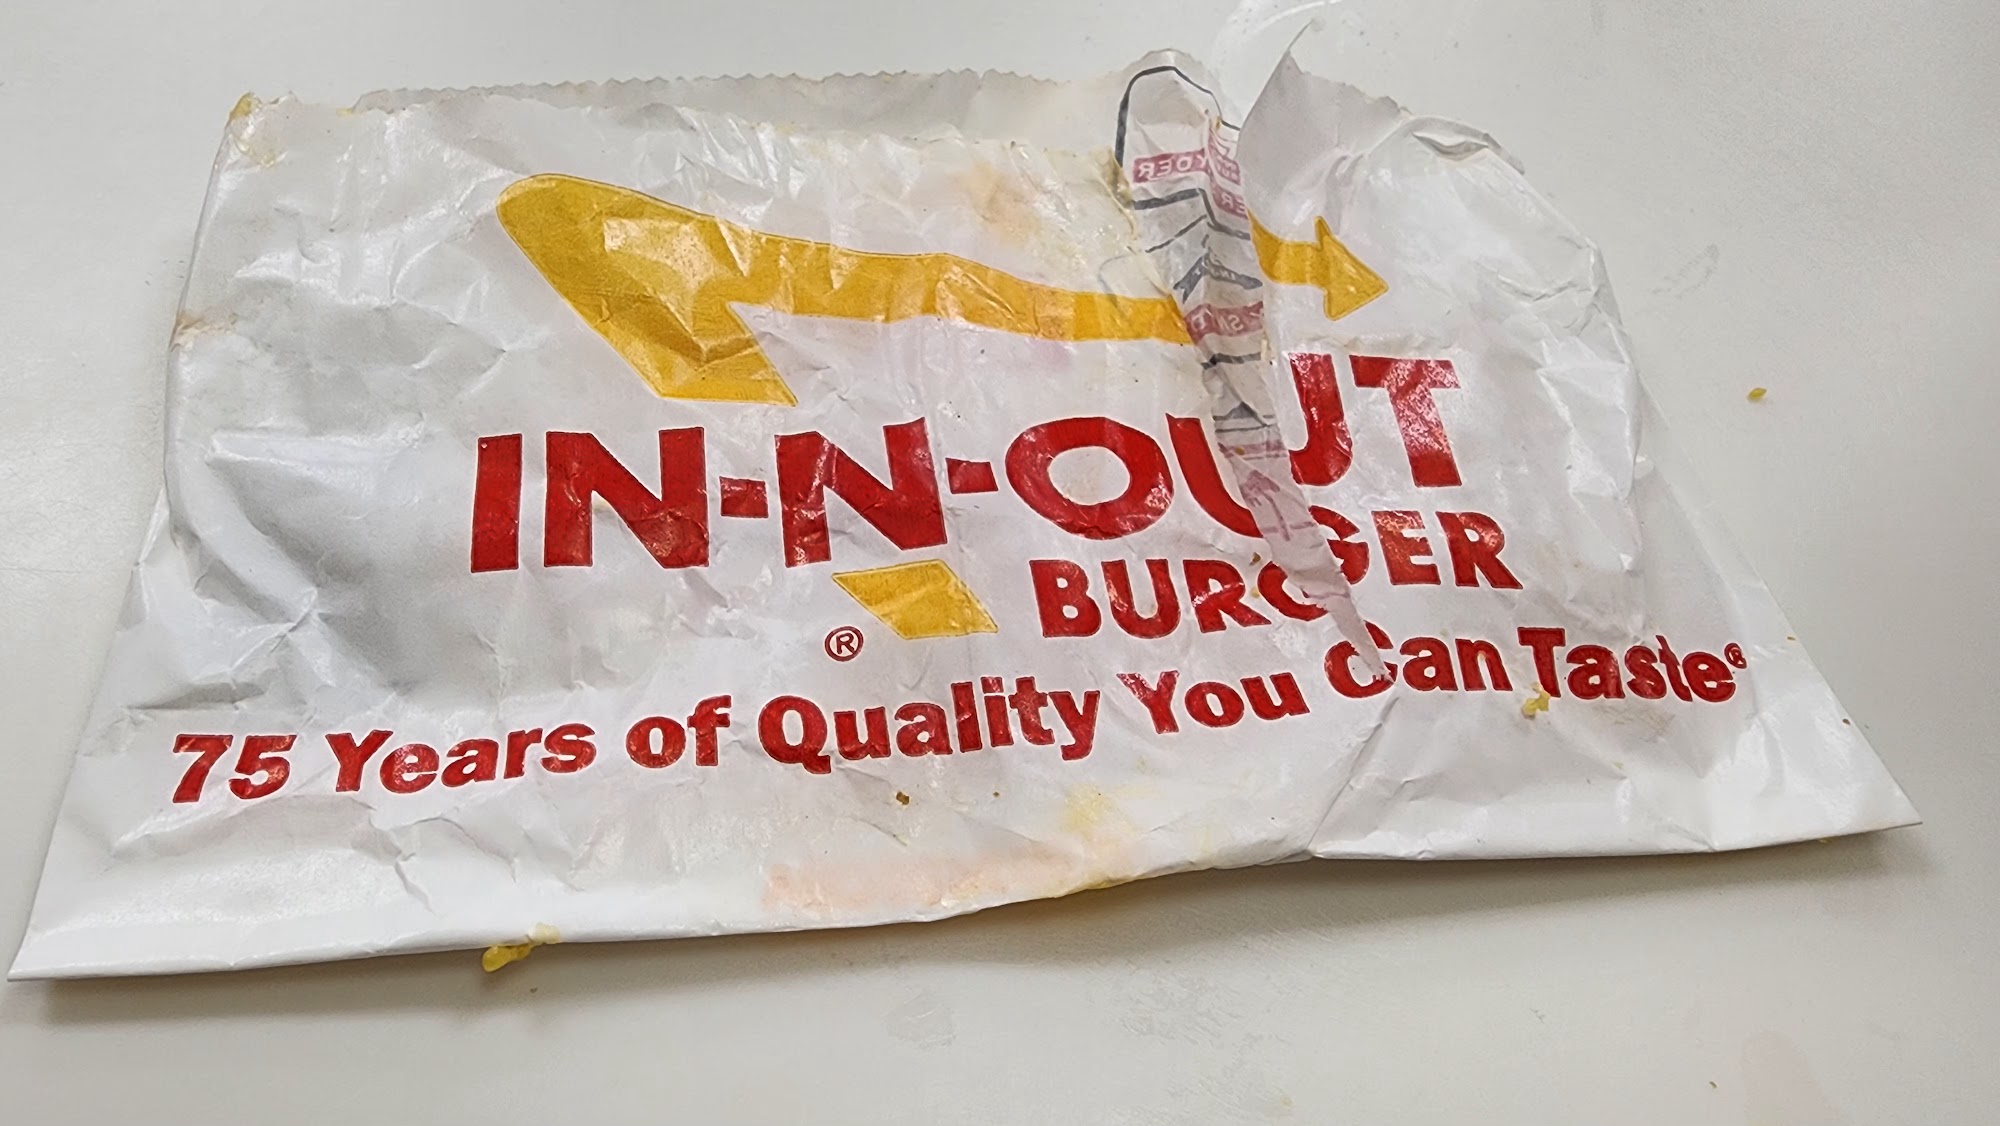 IN-N-OUT
BURGER
®
75 Years of Quality You Can Taste®